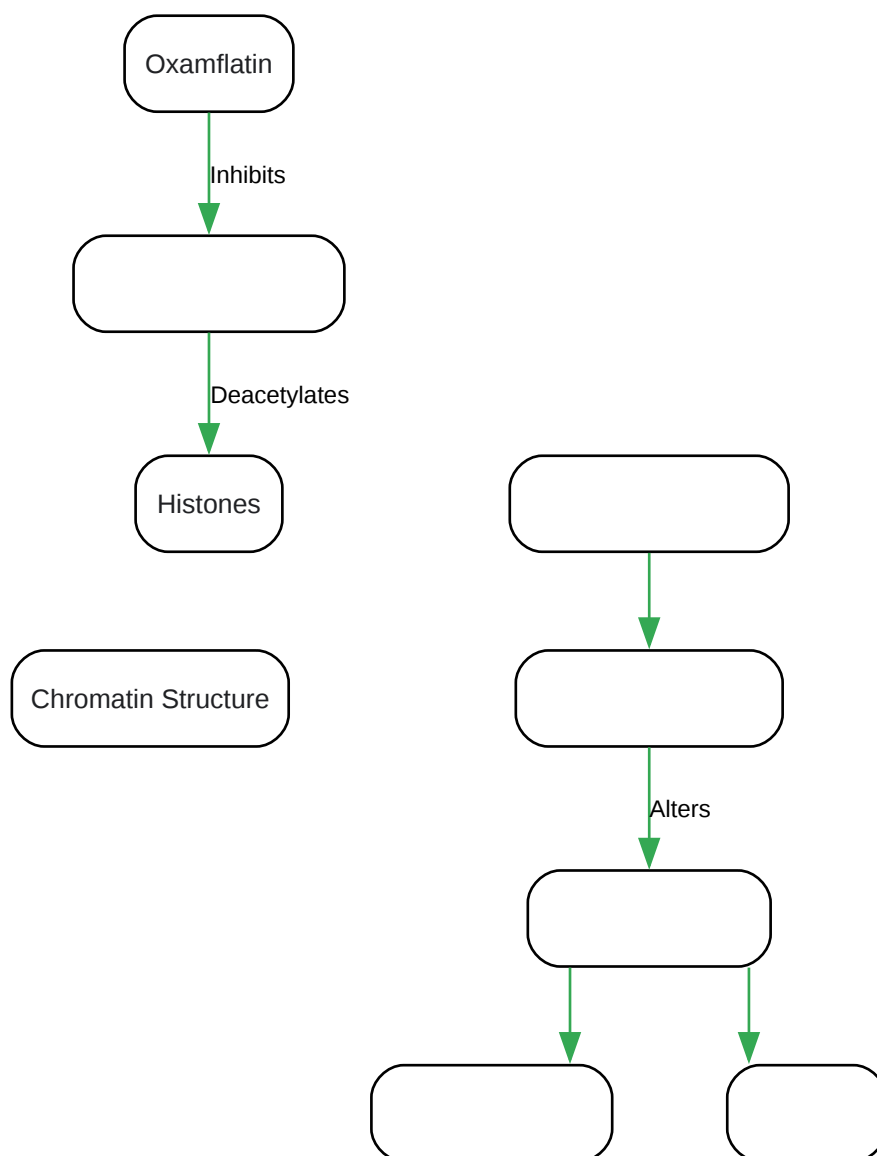 Oxamflatin
Inhibits
Deacetylates
Histones
Chromatin Structure
Alters